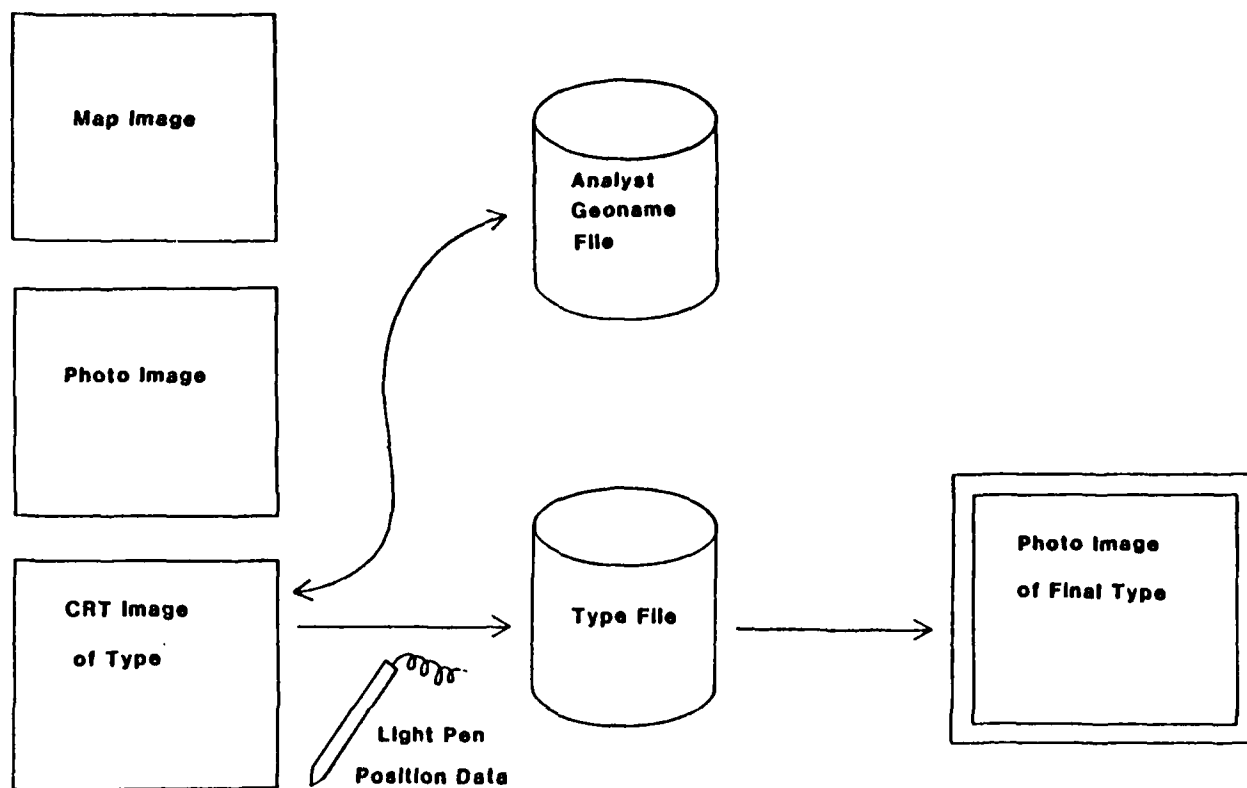 Map Image
Analyst
Geoname
File
Photo Image
CRT Image
of Type
Type File
Photo Image
of Final Type
Light Pen
Position Data